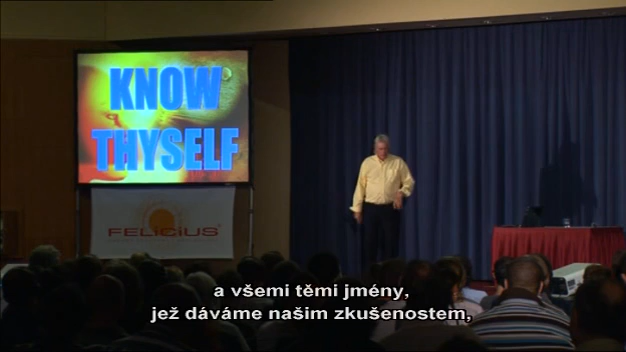 KNOW
THYSELF
FELICIUS
a všemi těmi jmény,
jež dáváme našim zkušenostem,